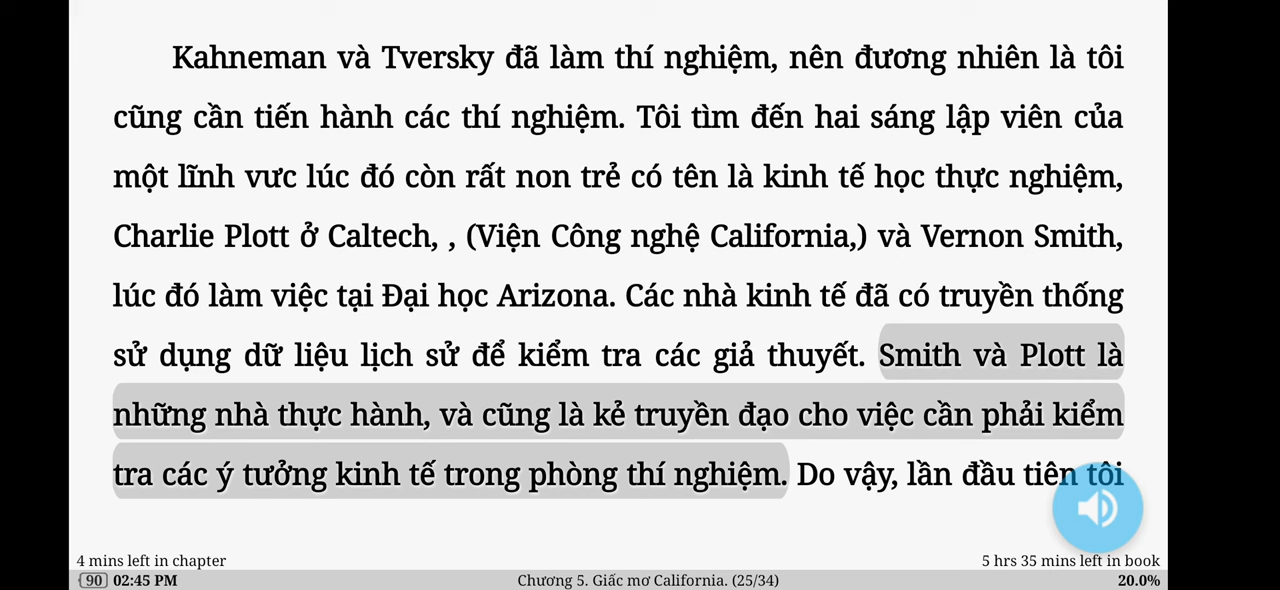 Kahneman và Tversky đã làm thí nghiệm, nên đương nhiên là tôi
cũng cần tiến hành các thí nghiệm. Tôi tìm đến hai sáng lập viên của
một lĩnh vưc lúc đó còn rất non trẻ có tên là kinh tế học thực nghiệm,
Charlie Plott ở Caltech, , (Viện Công nghệ California,) và Vernon Smith,
lúc đó làm việc tại Đại học Arizona. Các nhà kinh tế đã có truyền thống
sử dụng dữ liệu lịch sử để kiểm tra các giả thuyết. Smith và Plott là
những nhà thực hành, và cũng là kẻ truyền đạo cho việc cần phải kiểm
tra các ý tưởng kinh tế trong phòng thí nghiệm. Do vậy, lần đầu tiên tôi
4 mins left in chapter 5 hrs 35 mins left in book
90 02:45 PM Chương 5. Giấc mơ California. (25/34) 20.0%